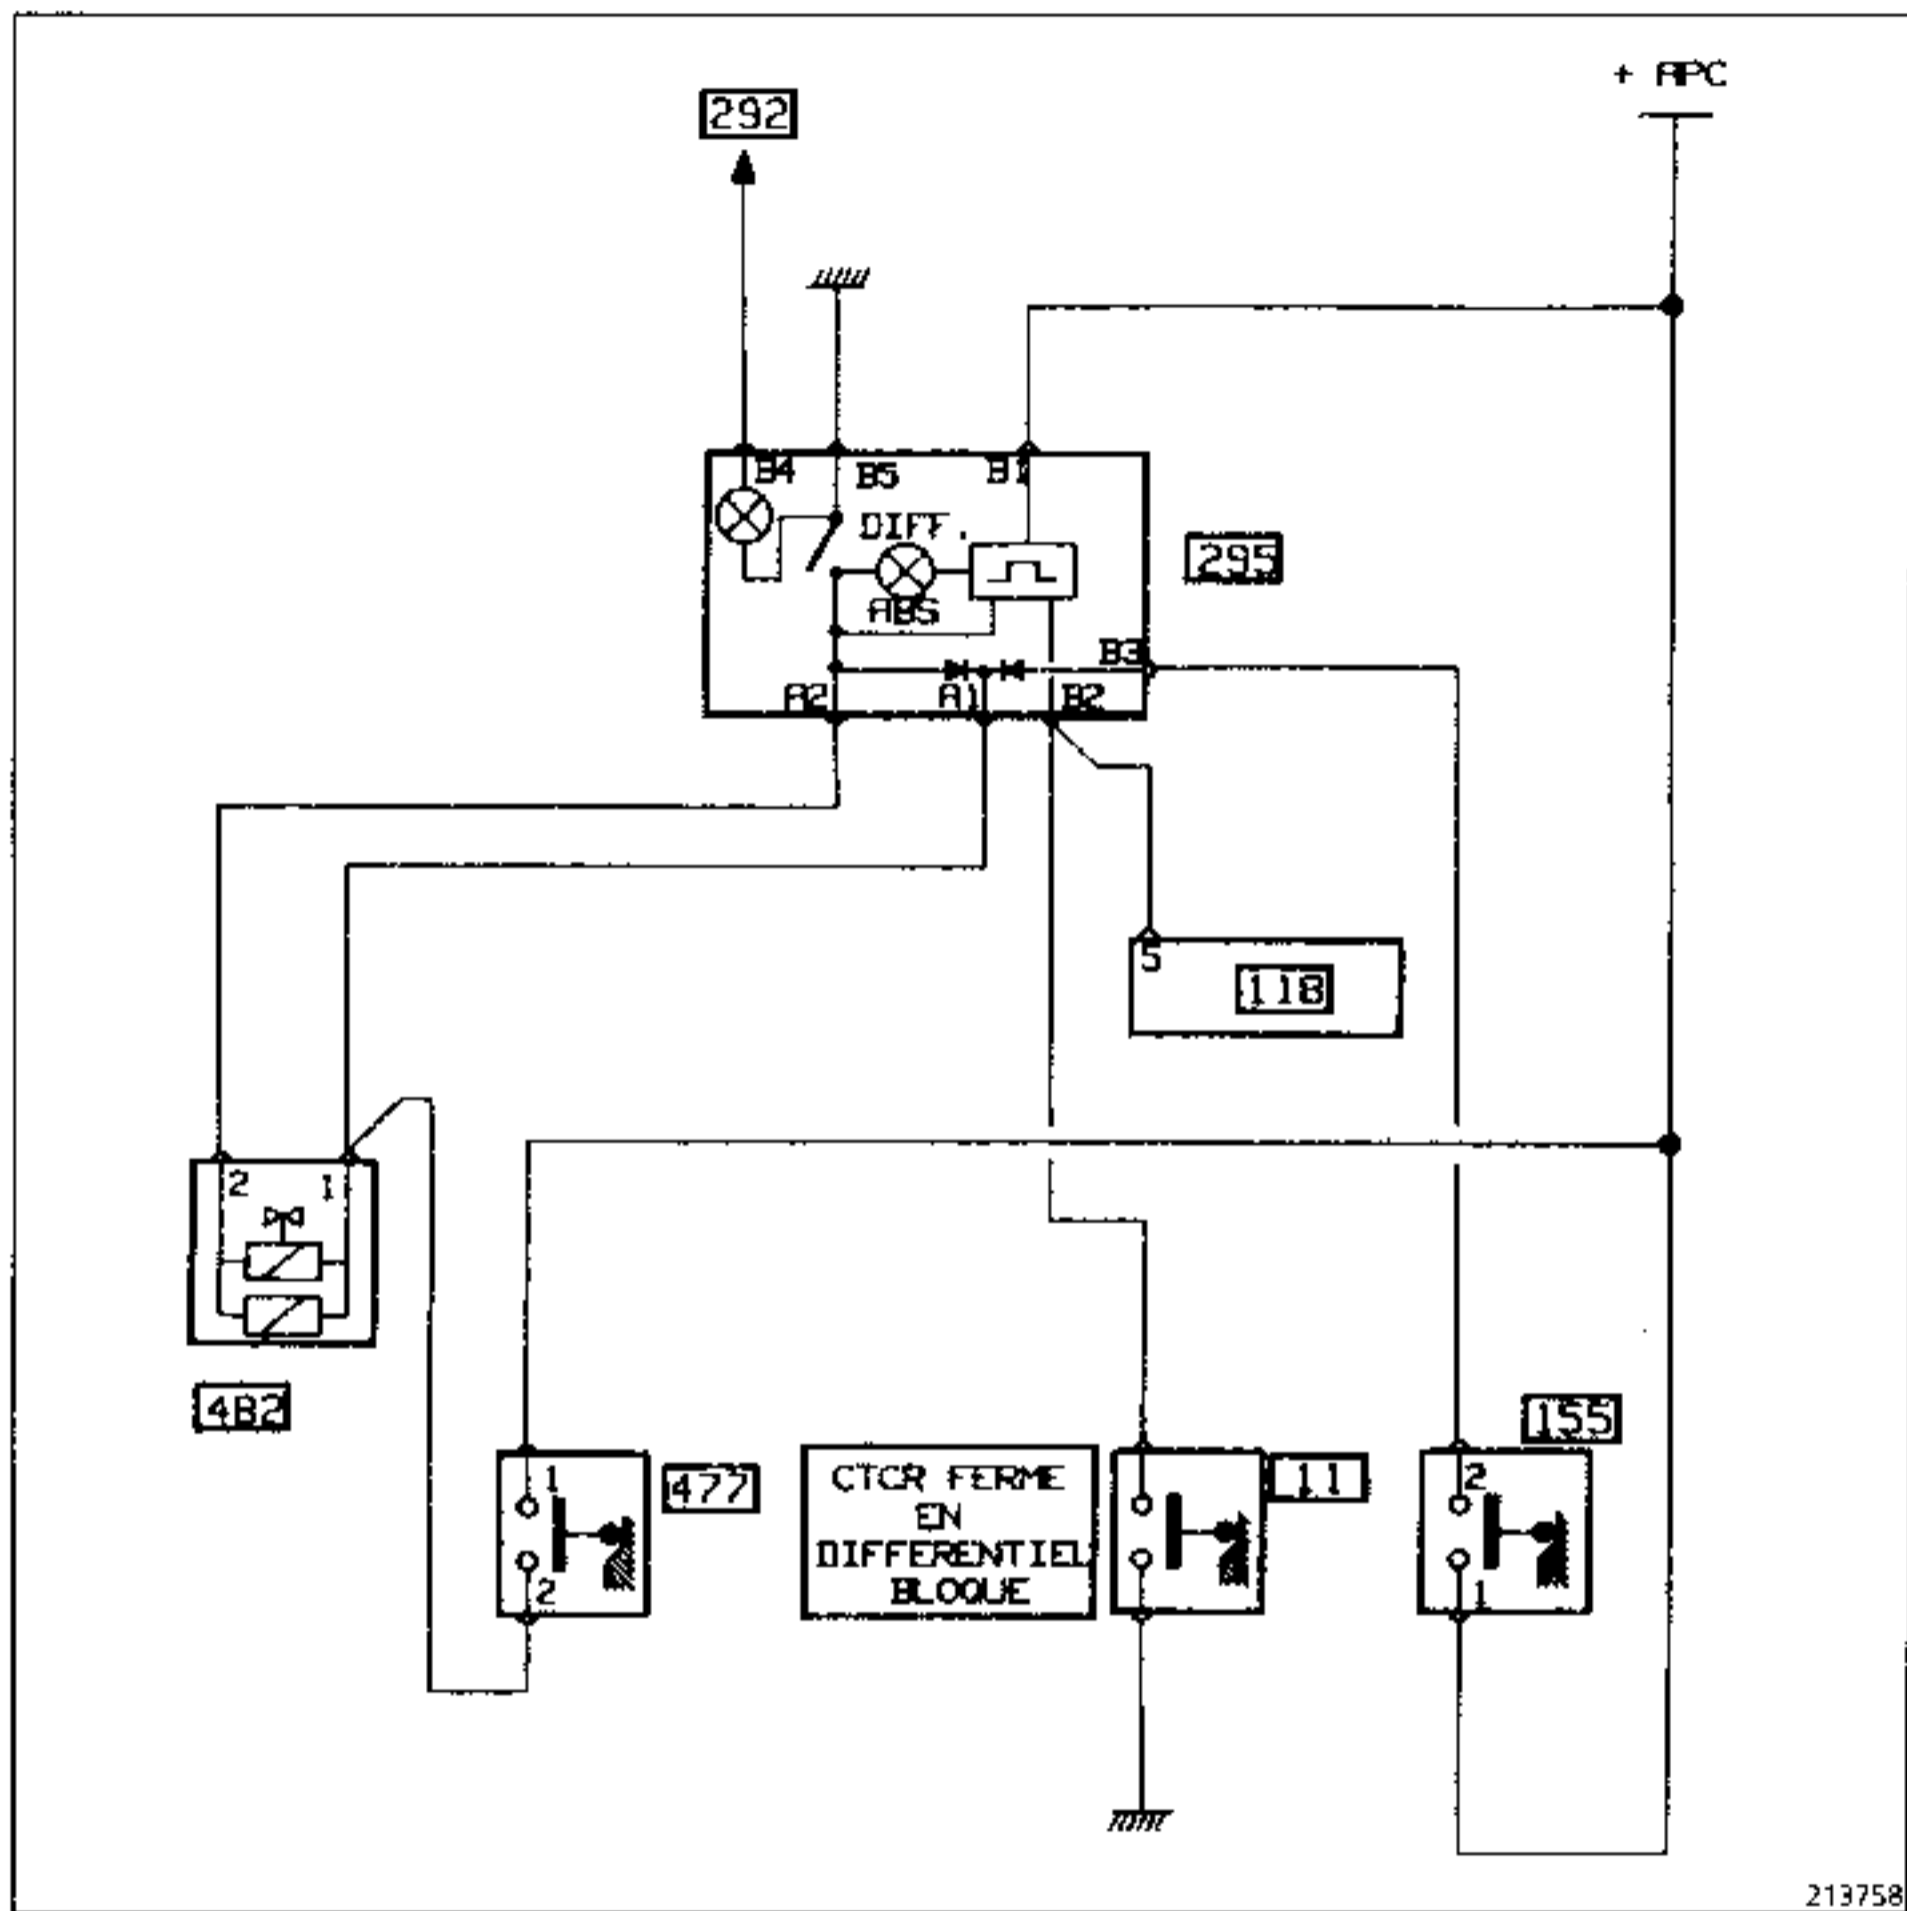 + APC
292
B4
B5
B1
DIFF.
295
ABS
B3
A2
A1
B2
5
118
2
1
482
155
1
477
CTCR FERME
EN
DIFFERENTIEL
BLOQUE
11
2
2
1
213758